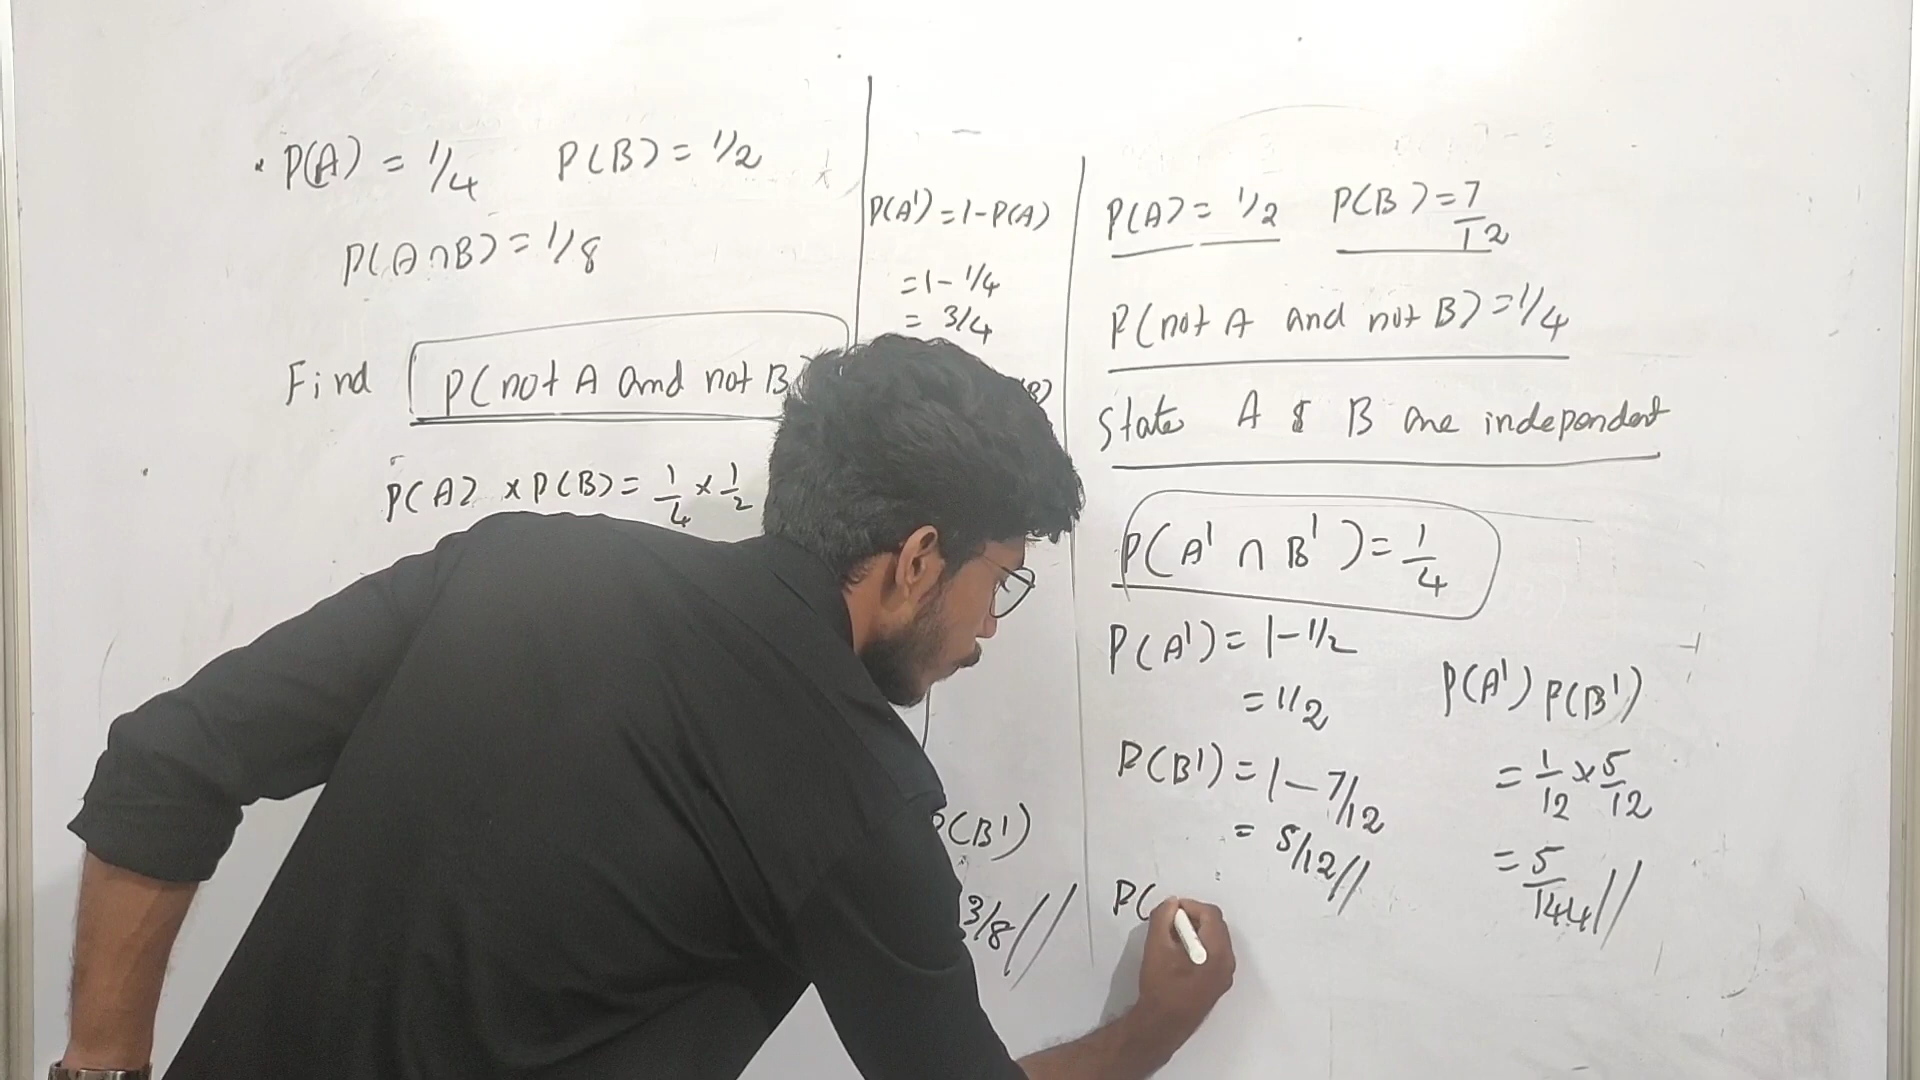 P(A) = 1/4 P(B) = 1/2
P(A∩B) = 1/8
Find P(not A and not B
P(A) x P(B) = 1/4 x 1/2
P(A') = 1-P(A)
= 1 - 1/4
= 3/4
P(B')
3/8//
P(A) = 1/2 P(B) = 7/12
P(not A and not B) = 1/4
State A & B are independent
P(A' ∩ B') = 1/4
P(A') = 1 - 1/2
= 1/2
P(B') = 1 - 7/12
= 5/12//
P(
P(A') P(B')
= 1/12 x 5/12
= 5/144//